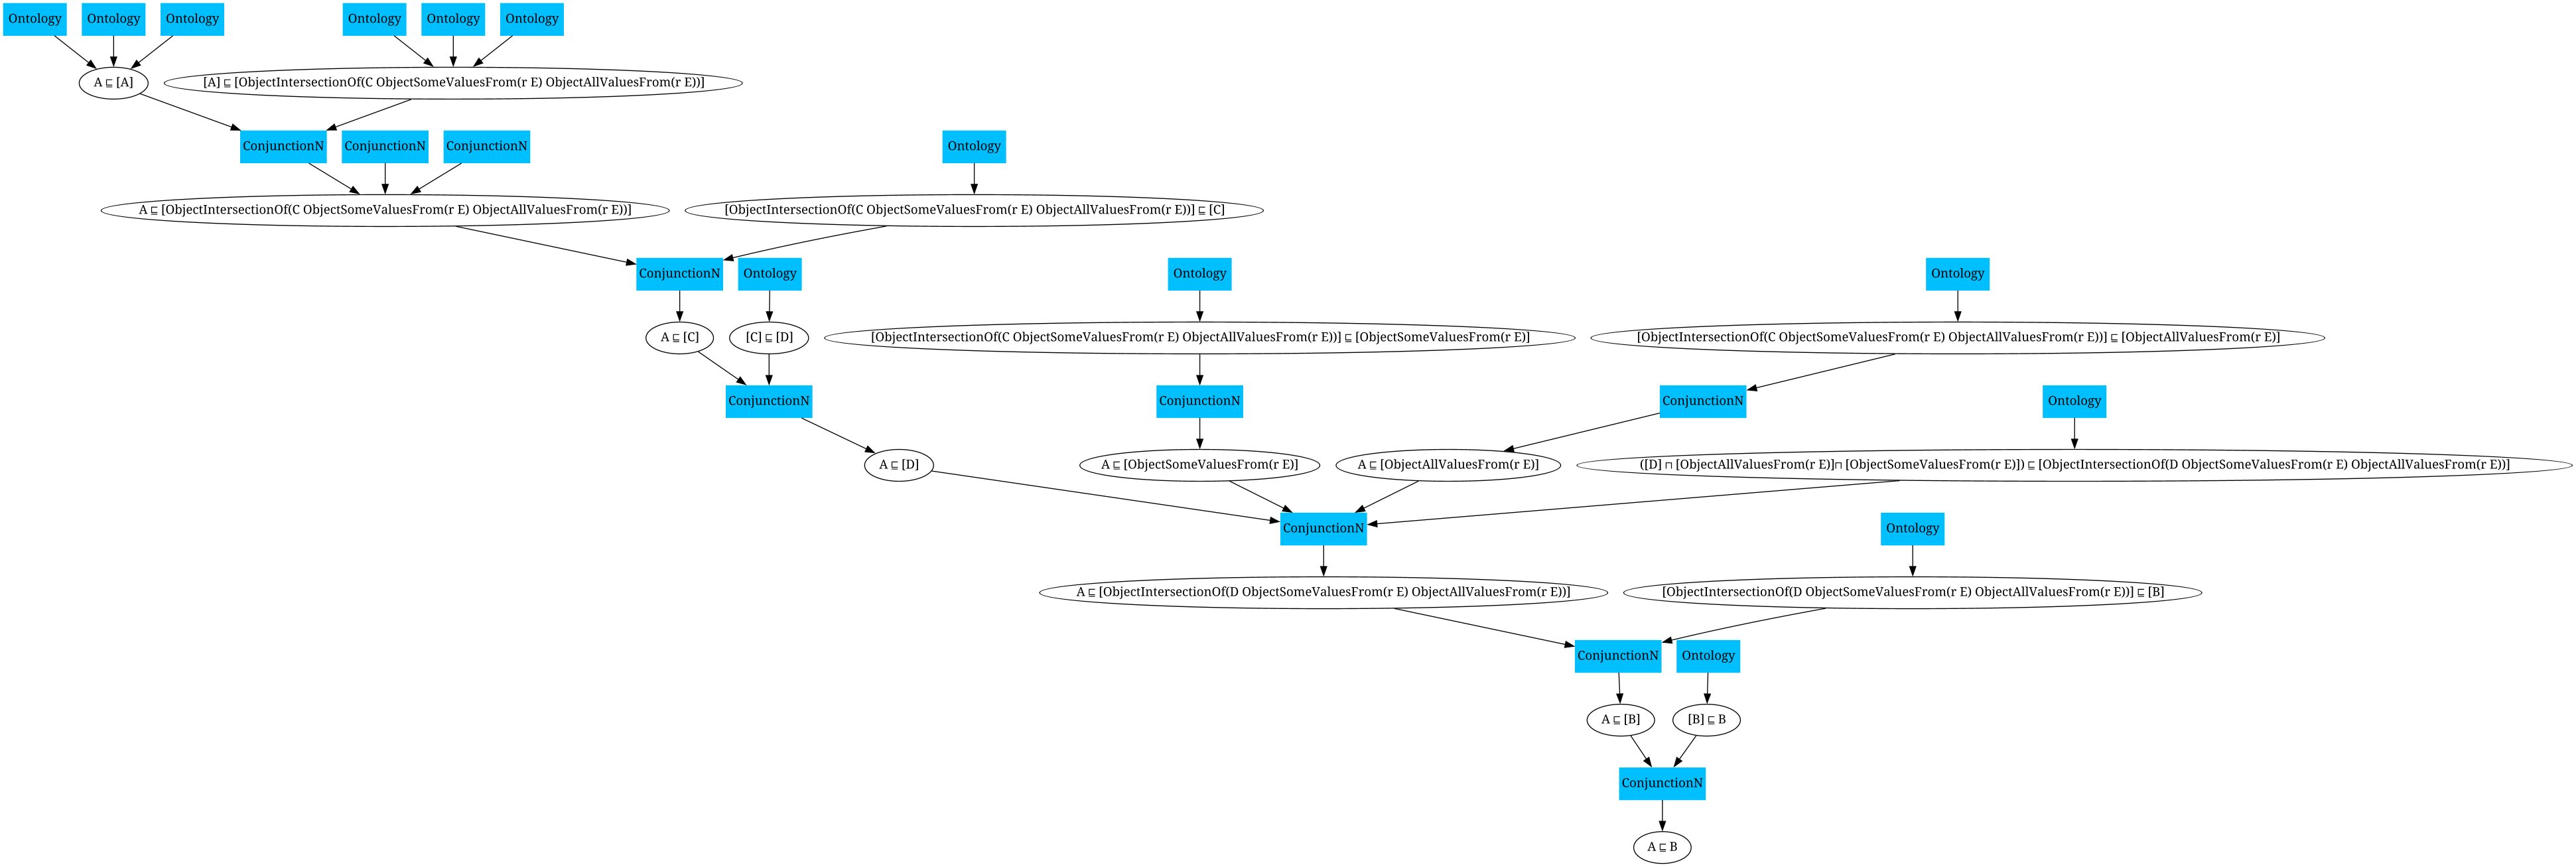 Ontology
Ontology
Ontology
Ontology
Ontology
Ontology
A ⊑ [A]
[A] ⊑ [ObjectIntersectionOf(C ObjectSomeValuesFrom(r E) ObjectAllValuesFrom(r E))]
ConjunctionN
ConjunctionN
ConjunctionN
Ontology
A ⊑ [ObjectIntersectionOf(C ObjectSomeValuesFrom(r E) ObjectAllValuesFrom(r E))]
[ObjectIntersectionOf(C ObjectSomeValuesFrom(r E) ObjectAllValuesFrom(r E))] ⊑ [C]
ConjunctionN
Ontology
Ontology
Ontology
A ⊑ [C]
[C] ⊑ [D]
[ObjectIntersectionOf(C ObjectSomeValuesFrom(r E) ObjectAllValuesFrom(r E))] ⊑ [ObjectSomeValuesFrom(r E)]
[ObjectIntersectionOf(C ObjectSomeValuesFrom(r E) ObjectAllValuesFrom(r E))] ⊑ [ObjectAllValuesFrom(r E)]
ConjunctionN
ConjunctionN
ConjunctionN
Ontology
A ⊑ [D]
A ⊑ [ObjectSomeValuesFrom(r E)]
A ⊑ [ObjectAllValuesFrom(r E)]
([D] ⊓ [ObjectAllValuesFrom(r E)]⊓ [ObjectSomeValuesFrom(r E)]) ⊑ [ObjectIntersectionOf(D ObjectSomeValuesFrom(r E) ObjectAllValuesFrom(r E))]
ConjunctionN
Ontology
A ⊑ [ObjectIntersectionOf(D ObjectSomeValuesFrom(r E) ObjectAllValuesFrom(r E))]
[ObjectIntersectionOf(D ObjectSomeValuesFrom(r E) ObjectAllValuesFrom(r E))] ⊑ [B]
ConjunctionN
Ontology
A ⊑ [B]
[B] ⊑ B
ConjunctionN
A ⊑ B